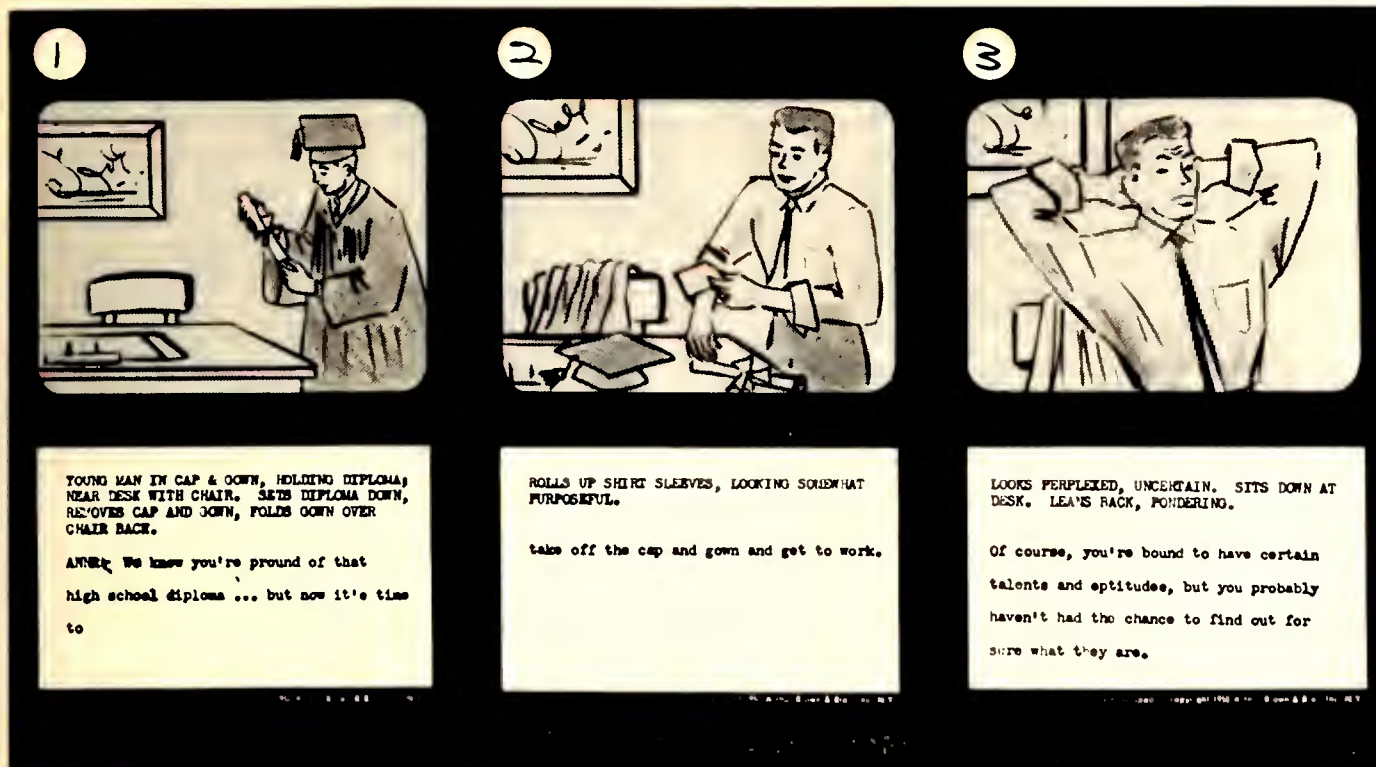 1
YOUNG MAN IN CAP & GOWN, HOLDING DIPLOMA;
NEAR DESK WITH CHAIR. SETS DIPLOMA DOWN,
REMOVES CAP AND GOWN, FOLDS GOWN OVER
CHAIR BACK.
ANNCR: We know you're pround of that
high school diploma ... but now it's time
to
2
ROLLS UP SHIRT SLEEVES, LOOKING SOMEWHAT
PURPOSEFUL.
take off the cap and gown and get to work.
3
LOOKS PERPLEXED, UNCERTAIN. SITS DOWN AT
DESK. LEANS BACK, PONDERING.
Of course, you're bound to have certain
talents and aptitudes, but you probably
haven't had the chance to find out for
sure what they are.